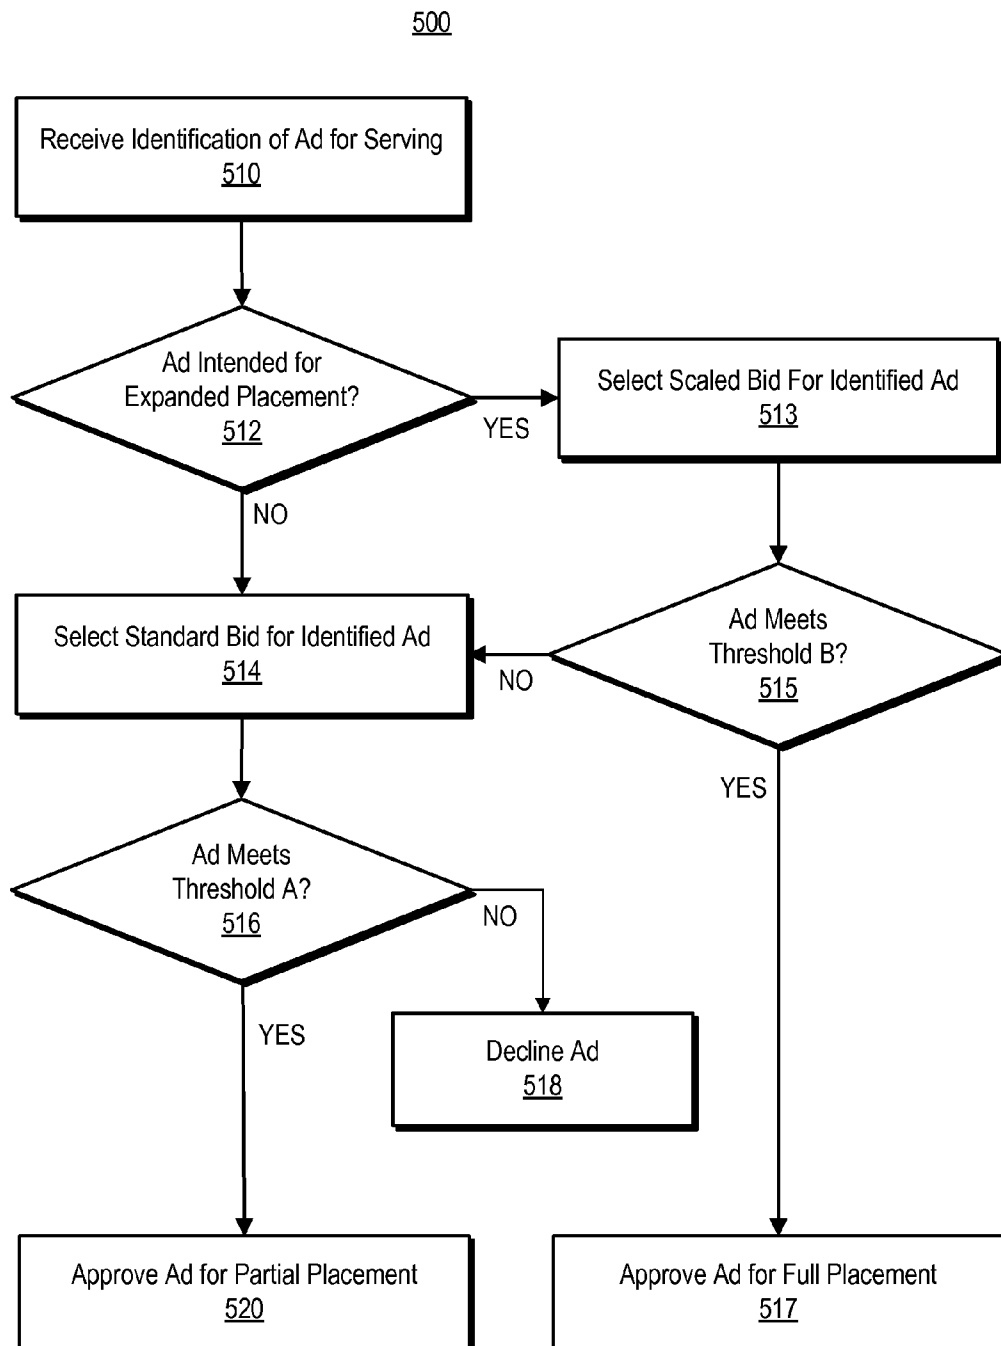 500
Receive Identification of Ad for Serving
510
Ad Intended for
Expanded Placement?
512
YES
Select Scaled Bid For Identified Ad
513
NO
Select Standard Bid for Identified Ad
514
NO
Ad Meets
Threshold B?
515
YES
Ad Meets
Threshold A?
516
NO
YES
Decline Ad
518
Approve Ad for Partial Placement
520
Approve Ad for Full Placement
517